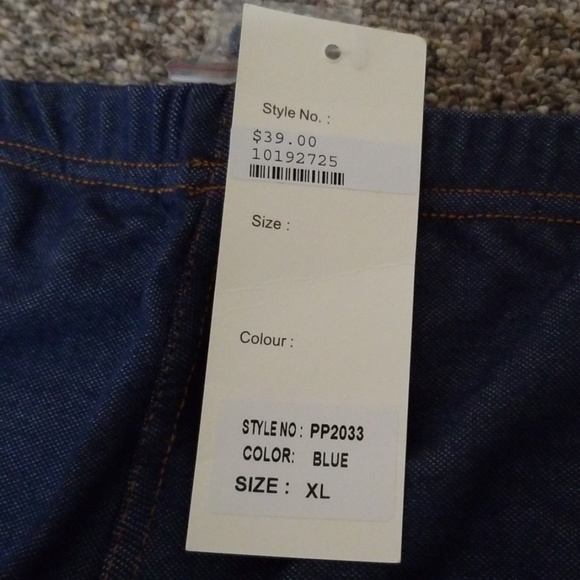 Style No. :
$39.00
10192725
Size :
Colour :
STYLE NO : PP2033
COLOR: BLUE
SIZE : XL